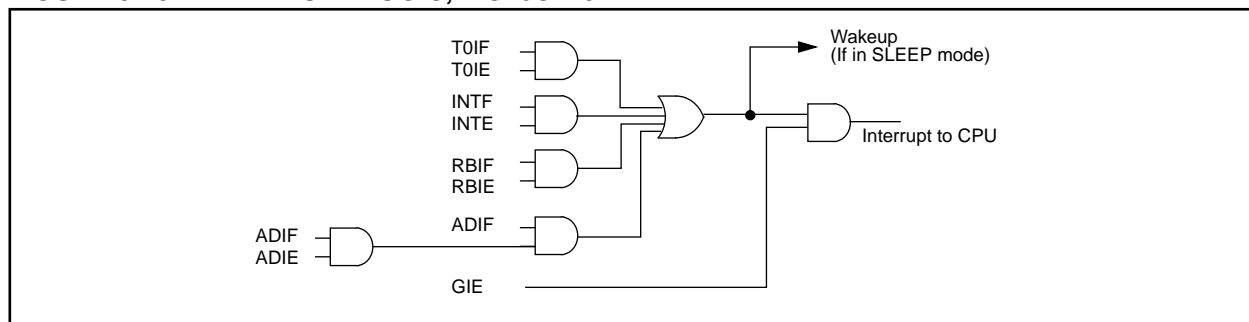 Wakeup
(If in SLEEP mode)
T0IF
T0IE
INTF
INTE
Interrupt to CPU
RBIF
RBIE
ADIF
ADIF
ADIE
GIE